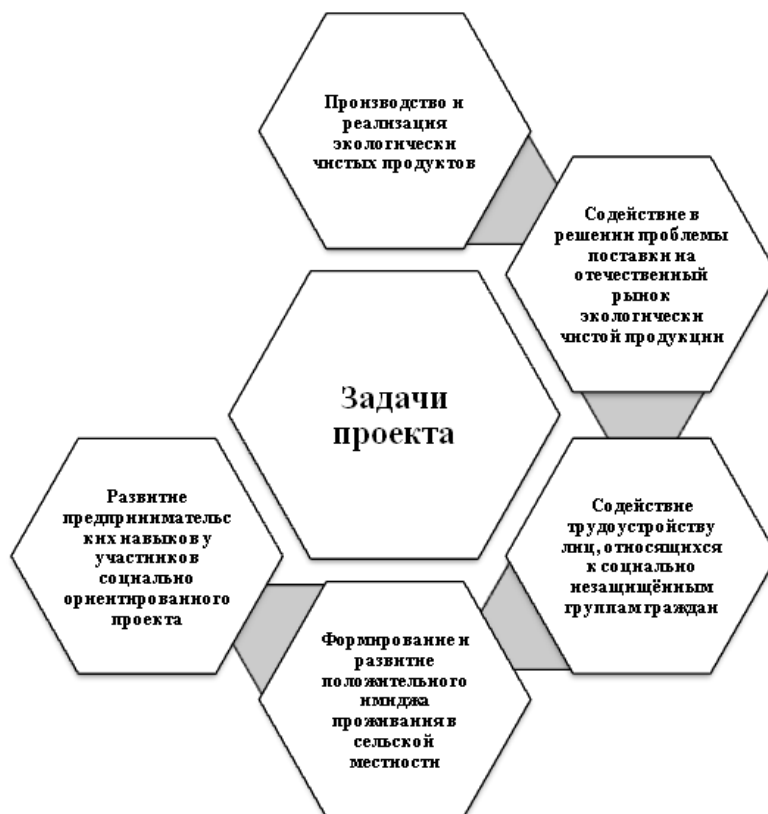 Производство и
реализация
экологически
чистых продуктов
Содействие в
решении проблемы
поставки на
отечественный
рынок
экологически
чистой продукции
Задачи
проекта
Содействие
трудоустройству
лиц, относящихся
к социально
незащищённым
группам граждан
Формирование и
развитие
положительного
имиджа
проживания в
сельской
местности
Развитие
предпринимательс
ких навыков у
участников
социально
ориентированного
проекта